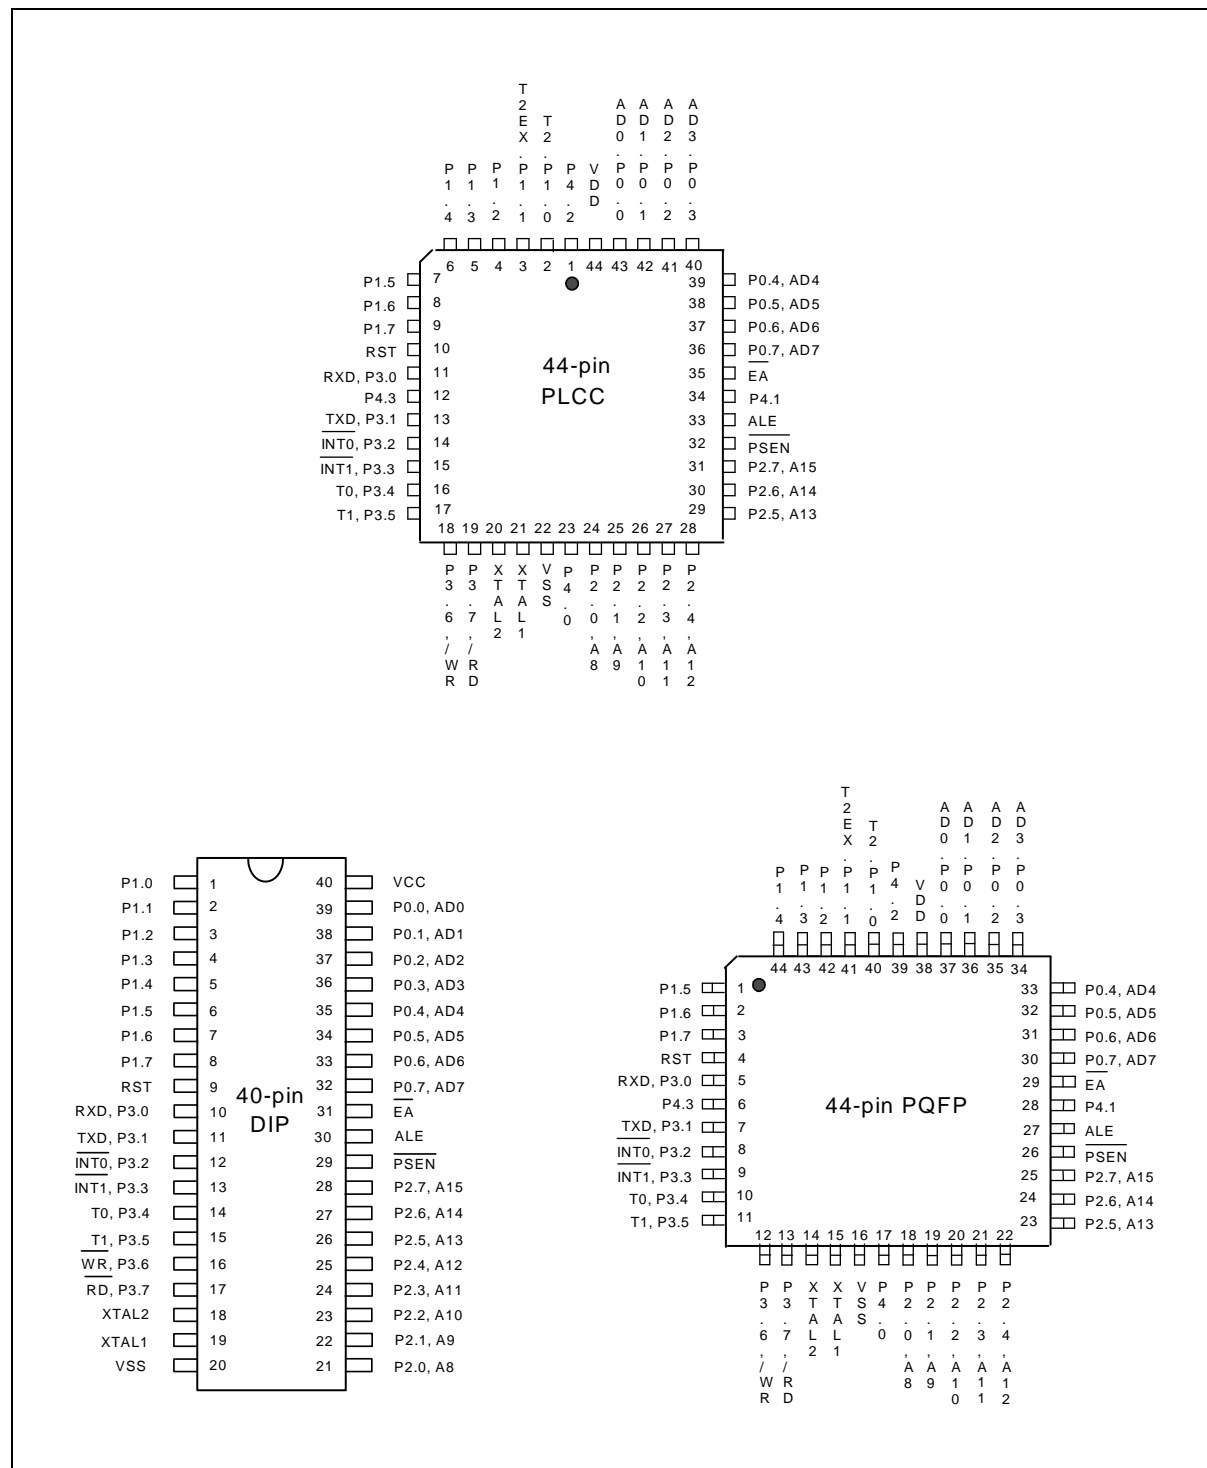 T2EX.P1.1
T2.P1.0
AD0.P0.0
AD1.P0.1
AD2.P0.2
AD3.P0.3
P1.4
P1.3
P1.2
P4.2
VDD
6 5 4 3 2 1 44 43 42 41 40
P1.5 7 39 P0.4, AD4
P1.6 8 38 P0.5, AD5
P1.7 9 37 P0.6, AD6
RST 10 36 P0.7, AD7
RXD, P3.0 11 35 EA
P4.3 12 34 P4.1
TXD, P3.1 13 33 ALE
INT0, P3.2 14 32 PSEN
INT1, P3.3 15 31 P2.7, A15
T0, P3.4 16 30 P2.6, A14
T1, P3.5 17 29 P2.5, A13
44-pin
PLCC
18 19 20 21 22 23 24 25 26 27 28
P3.6,/WR
P3.7,/RD
XTAL2
XTAL1
VSS
P4.0
P2.0,A8
P2.1,A9
P2.2,A10
P2.3,A11
P2.4,A12
P1.0 1 40 VCC
P1.1 2 39 P0.0, AD0
P1.2 3 38 P0.1, AD1
P1.3 4 37 P0.2, AD2
P1.4 5 36 P0.3, AD3
P1.5 6 35 P0.4, AD4
P1.6 7 34 P0.5, AD5
P1.7 8 33 P0.6, AD6
RST 9 32 P0.7, AD7
RXD, P3.0 10 31 EA
TXD, P3.1 11 30 ALE
INT0, P3.2 12 29 PSEN
INT1, P3.3 13 28 P2.7, A15
T0, P3.4 14 27 P2.6, A14
T1, P3.5 15 26 P2.5, A13
WR, P3.6 16 25 P2.4, A12
RD, P3.7 17 24 P2.3, A11
XTAL2 18 23 P2.2, A10
XTAL1 19 22 P2.1, A9
VSS 20 21 P2.0, A8
40-pin
DIP
P1.4
P1.3
P1.2
T2EX.P1.1
T2.P1.0
P4.2
VDD
AD0.P0.0
AD1.P0.1
AD2.P0.2
AD3.P0.3
44 43 42 41 40 39 38 37 36 35 34
P1.5 1 33 P0.4, AD4
P1.6 2 32 P0.5, AD5
P1.7 3 31 P0.6, AD6
RST 4 30 P0.7, AD7
RXD, P3.0 5 29 EA
P4.3 6 28 P4.1
TXD, P3.1 7 27 ALE
INT0, P3.2 8 26 PSEN
INT1, P3.3 9 25 P2.7, A15
T0, P3.4 10 24 P2.6, A14
T1, P3.5 11 23 P2.5, A13
44-pin PQFP
12 13 14 15 16 17 18 19 20 21 22
P3.6,/WR
P3.7,/RD
XTAL2
XTAL1
VSS
P4.0
P2.0,A8
P2.1,A9
P2.2,A10
P2.3,A11
P2.4,A12